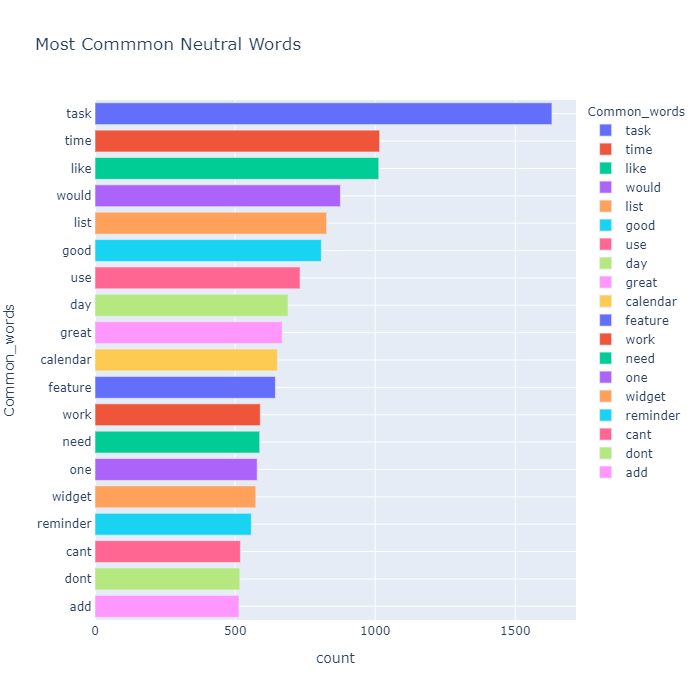 Most Commmon Neutral Words
Common_words
task
time
like
would
list
good
use
day
great
calendar
feature
work
need
one
widget
reminder
cant
dont
add
0
500
1000
1500
count
Common_words
task
time
like
would
list
good
use
day
great
calendar
feature
work
need
one
widget
reminder
cant
dont
add